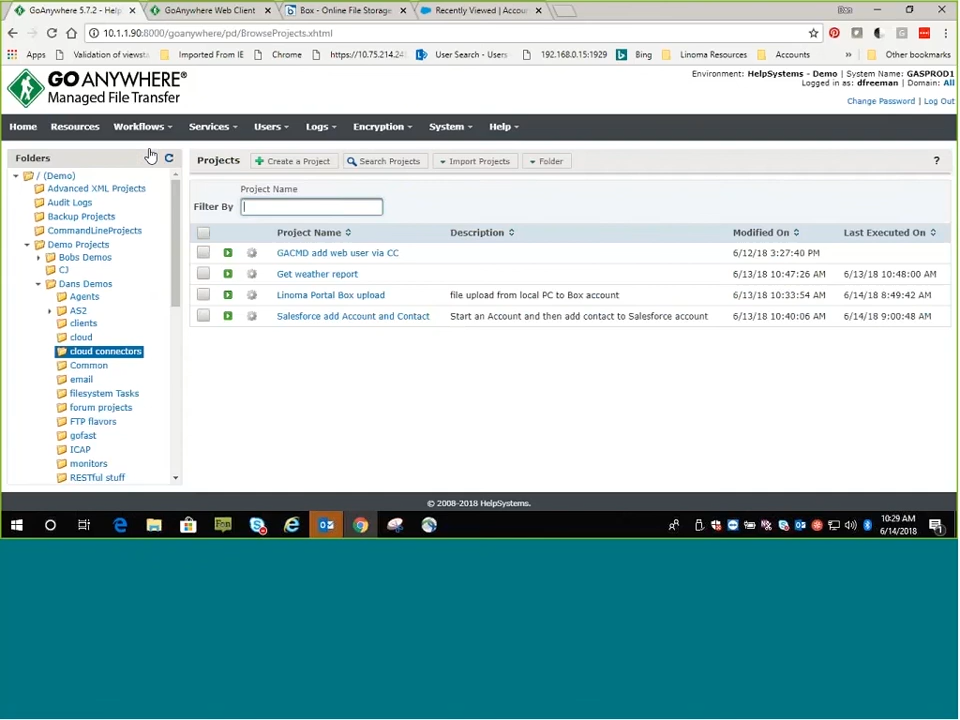 GoAnywhere 5.7.2 - Help
GoAnywhere Web Client
Box - Online File Storage
Recently Viewed | Accou
10.1.1.90:8000/goanywhere/pd/BrowseProjects.xhtml
Apps
Validation of viewsta
Imported From IE
Chrome
https://10.75.214.24
User Search - Users
192.168.0.15:1929
Bing
Linoma Resources
Accounts
»
Other bookmarks
GOANYWHERE®
Managed File Transfer
Environment: HelpSystems - Demo | System Name: GASPROD1
Logged in as: dfreeman | Domain: All
Change Password | Log Out
Home Resources Workflows Services Users Logs Encryption System Help
Folders
/ (Demo)
Advanced XML Projects
Audit Logs
Backup Projects
CommandLineProjects
Demo Projects
Bobs Demos
CJ
Dans Demos
Agents
AS2
clients
cloud
cloud connectors
Common
email
filesystem Tasks
forum projects
FTP flavors
gofast
ICAP
monitors
RESTful stuff
Projects Create a Project Search Projects Import Projects Folder ?
Project Name
Filter By
Project Name Description Modified On Last Executed On
GACMD add web user via CC 6/12/18 3:27:40 PM
Get weather report 6/13/18 10:47:26 AM 6/13/18 10:48:00 AM
Linoma Portal Box upload file upload from local PC to Box account 6/13/18 10:33:54 AM 6/14/18 8:49:42 AM
Salesforce add Account and Contact Start an Account and then add contact to Salesforce account 6/13/18 10:40:06 AM 6/14/18 9:00:48 AM
© 2008-2018 HelpSystems.
10:29 AM
6/14/2018